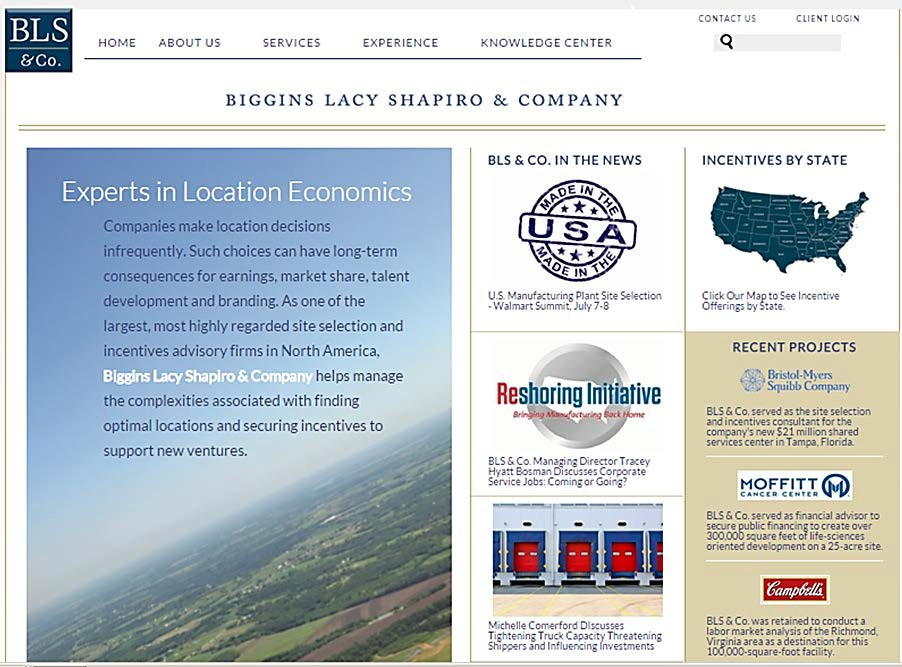 BLS
& Co.
HOME ABOUT US SERVICES EXPERIENCE KNOWLEDGE CENTER
CONTACT US CLIENT LOGIN
BIGGINS LACY SHAPIRO & COMPANY
Experts in Location Economics
Companies make location decisions
infrequently. Such choices can have long-term
consequences for earnings, market share, talent
development and branding. As one of the
largest, most highly regarded site selection and
incentives advisory firms in North America,
Biggins Lacy Shapiro & Company helps manage
the complexities associated with finding
optimal locations and securing incentives to
support new ventures.
BLS & CO. IN THE NEWS
MADE IN THE
USA
MADE IN THE
U.S. Manufacturing Plant Site Selection
- Walmart Summit, July 7-8
Reshoring Initiative
Bringing Manufacturing Back Home
BLS & Co. Managing Director Tracey
Hyatt Bosman Discusses Corporate
Service Jobs: Coming or Going?
Michelle Comerford Discusses
Tightening Truck Capacity Threatening
Shippers and Influencing Investments
INCENTIVES BY STATE
Click Our Map to See Incentive
Offerings by State.
RECENT PROJECTS
Bristol-Myers
Squibb Company
BLS & Co. served as the site selection
and incentives consultant for the
company's new $21 million shared
services center in Tampa, Florida.
MOFFITT
CANCER CENTER
BLS & Co. served as financial advisor to
secure public financing to create over
300,000 square feet of life-sciences
oriented development on a 25-acre site.
Campbell's
BLS & Co. was retained to conduct a
labor market analysis of the Richmond,
Virginia area as a destination for this
100,000-square-foot facility.